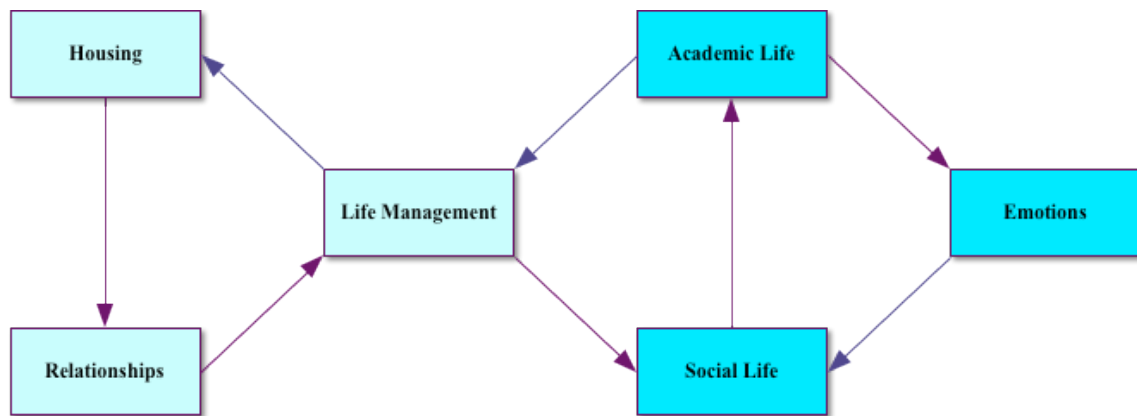 Housing
Academic Life
Life Management
Emotions
Relationships
Social Life